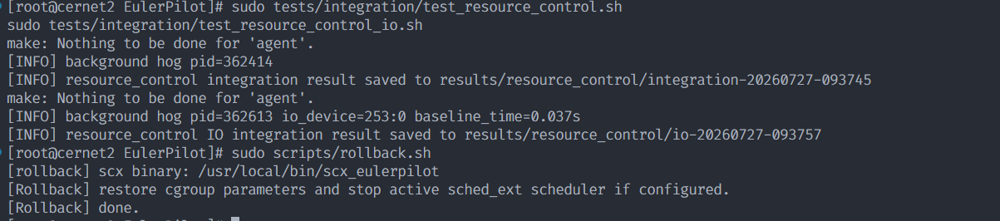 [root@cernet2 EulerPilot]# sudo tests/integration/test_resource_control.sh
sudo tests/integration/test_resource_control_io.sh
make: Nothing to be done for 'agent'.
[INFO] background hog pid=362414
[INFO] resource_control integration result saved to results/resource_control/integration-20260727-093745
make: Nothing to be done for 'agent'.
[INFO] background hog pid=362613 io_device=253:0 baseline_time=0.037s
[INFO] resource_control IO integration result saved to results/resource_control/io-20260727-093757
[root@cernet2 EulerPilot]# sudo scripts/rollback.sh
[rollback] scx binary: /usr/local/bin/scx_eulerpilot
[Rollback] restore cgroup parameters and stop active sched_ext scheduler if configured.
[Rollback] done.